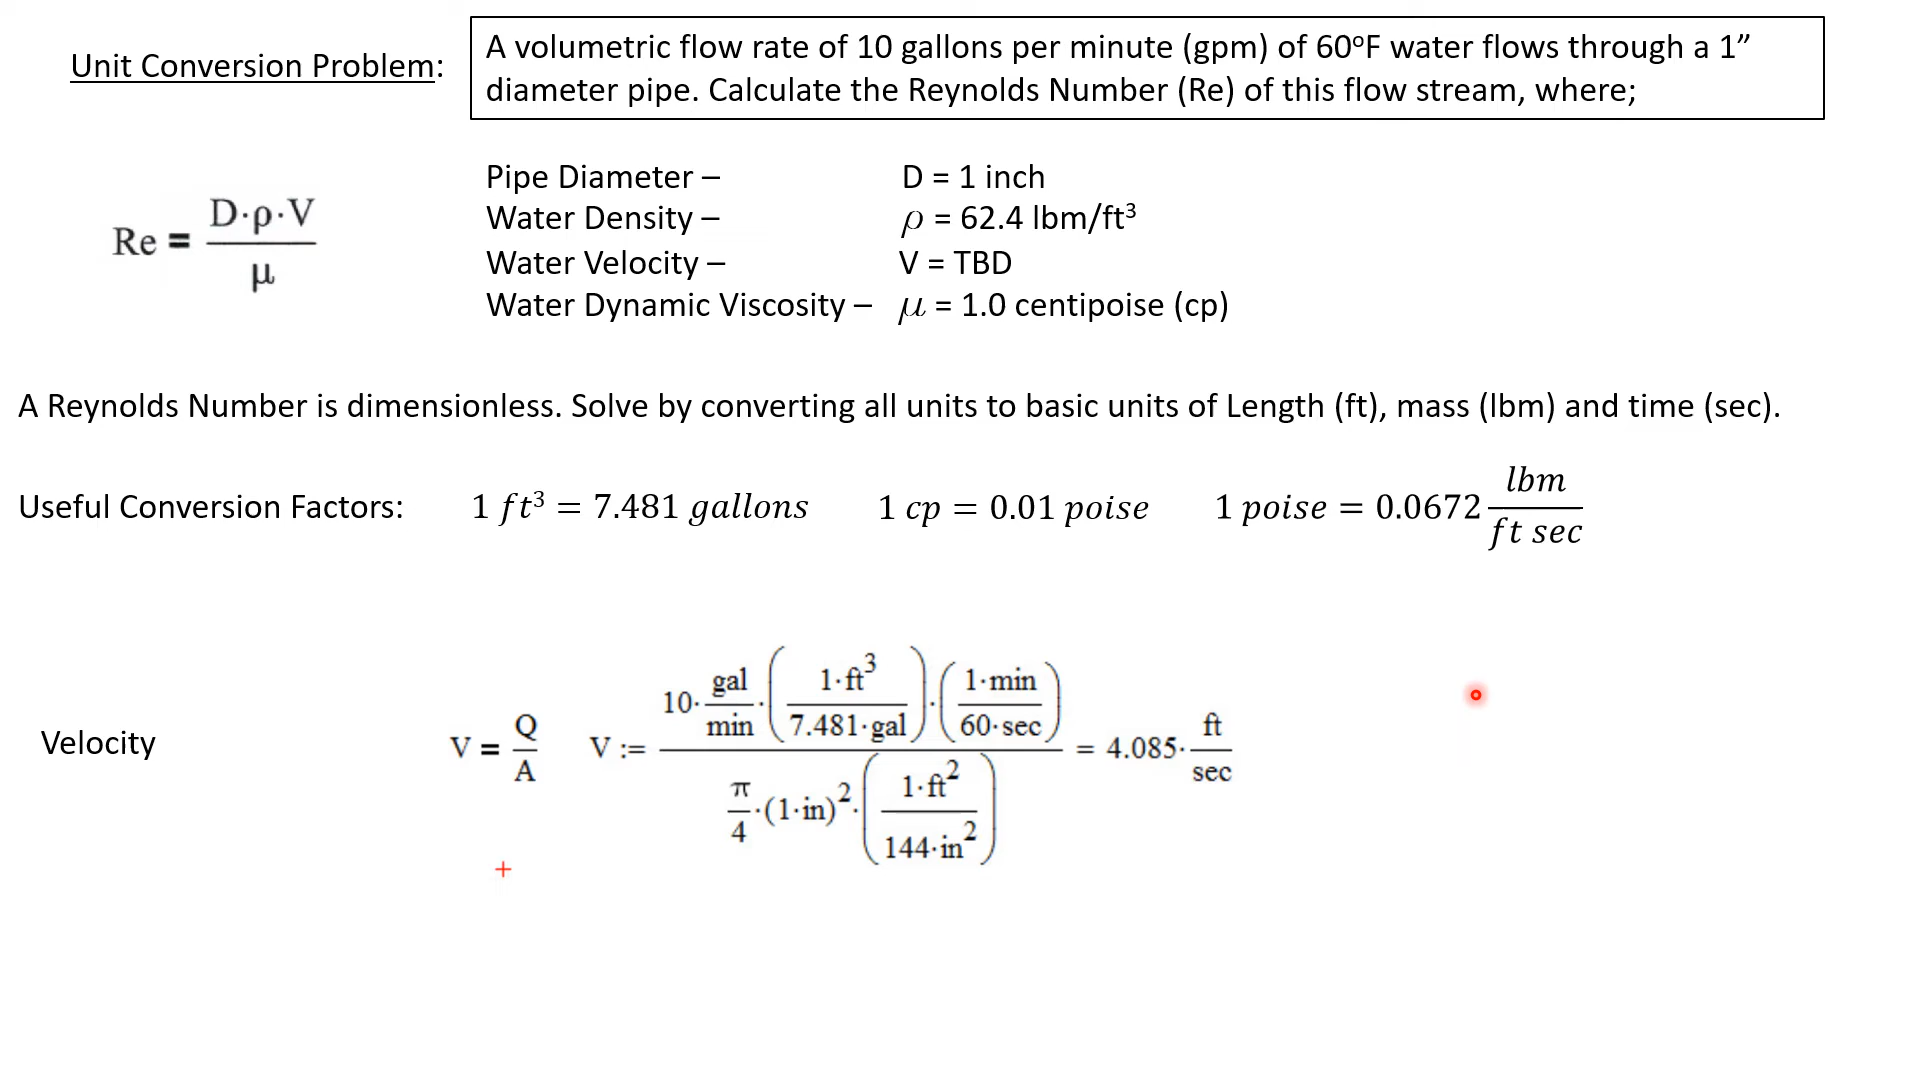 Unit Conversion Problem:
A volumetric flow rate of 10 gallons per minute (gpm) of 60°F water flows through a 1”
diameter pipe. Calculate the Reynolds Number (Re) of this flow stream, where;
Re = D·ρ·V / μ
Pipe Diameter – D = 1 inch
Water Density – ρ = 62.4 lbm/ft³
Water Velocity – V = TBD
Water Dynamic Viscosity – μ = 1.0 centipoise (cp)
A Reynolds Number is dimensionless. Solve by converting all units to basic units of Length (ft), mass (lbm) and time (sec).
Useful Conversion Factors: 1 ft³ = 7.481 gallons 1 cp = 0.01 poise 1 poise = 0.0672 lbm / ft sec
Velocity V = Q / A V := 10· gal / min · (1·ft³ / 7.481·gal) · (1·min / 60·sec) / π / 4 ·(1·in)²· (1·ft² / 144·in²) = 4.085· ft / sec
+